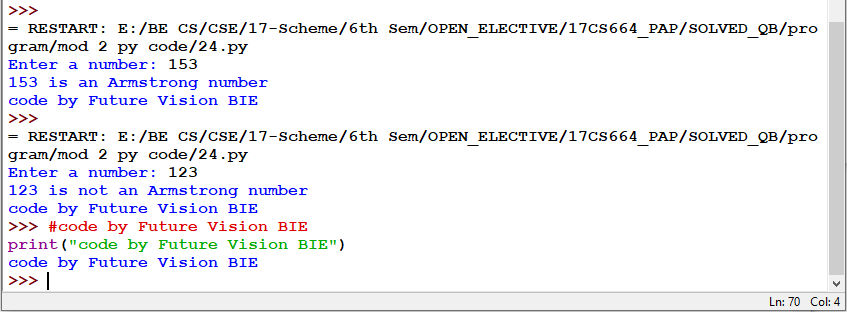 >>>
= RESTART: E:/BE CS/CSE/17-Scheme/6th Sem/OPEN_ELECTIVE/17CS664_PAP/SOLVED_QB/pro
gram/mod 2 py code/24.py
Enter a number: 153
153 is an Armstrong number
code by Future Vision BIE
>>>
= RESTART: E:/BE CS/CSE/17-Scheme/6th Sem/OPEN_ELECTIVE/17CS664_PAP/SOLVED_QB/pro
gram/mod 2 py code/24.py
Enter a number: 123
123 is not an Armstrong number
code by Future Vision BIE
>>> #code by Future Vision BIE
print("code by Future Vision BIE")
code by Future Vision BIE
>>>
Ln: 70 Col: 4